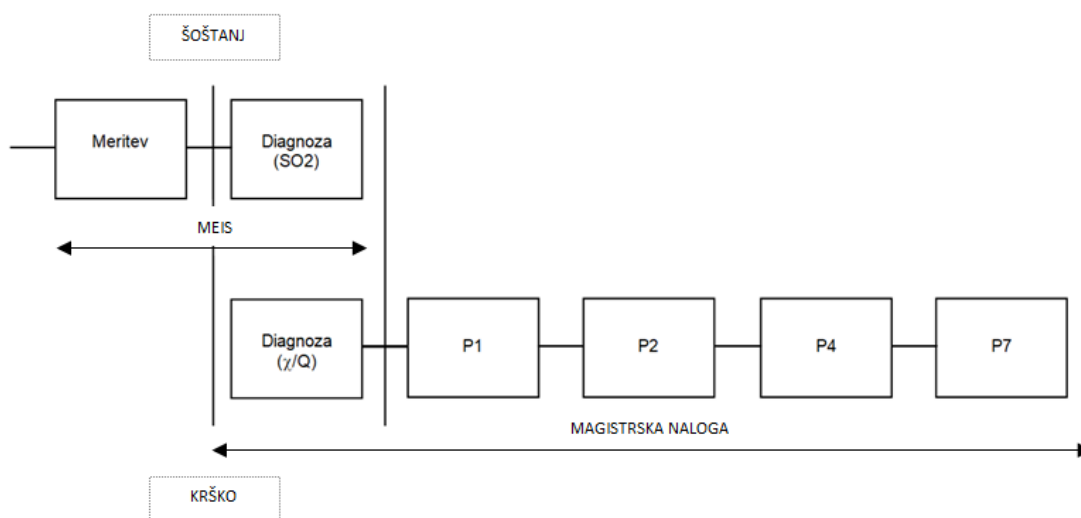 ŠOŠTANJ
Meritev
Diagnoza
(SO2)
MEIS
Diagnoza
(χ/Q)
P1
P2
P4
P7
MAGISTRSKA NALOGA
KRŠKO